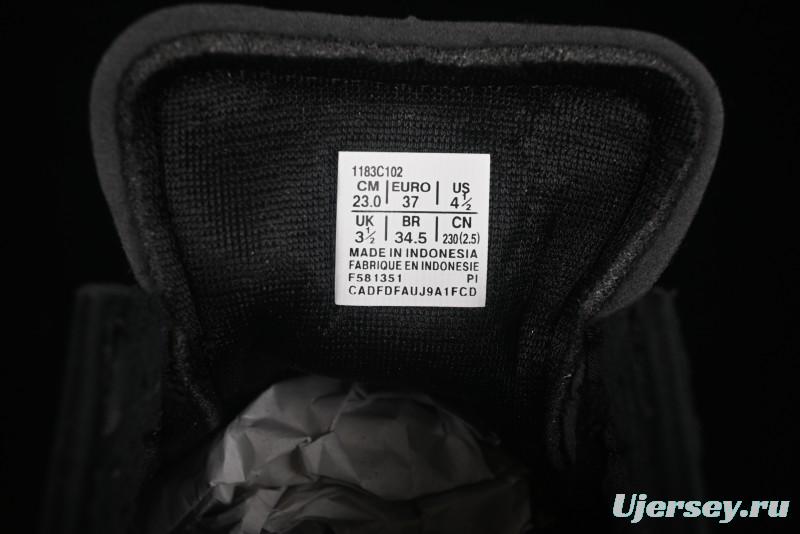 1183C102
CM EURO US
23.0 37 4½
UK BR CN
3½ 34.5 230(2.5)
MADE IN INDONESIA
FABRIQUE EN INDONESIE
F581351 PI
CADFDFAUJ9A1FCD
Ujersey.ru